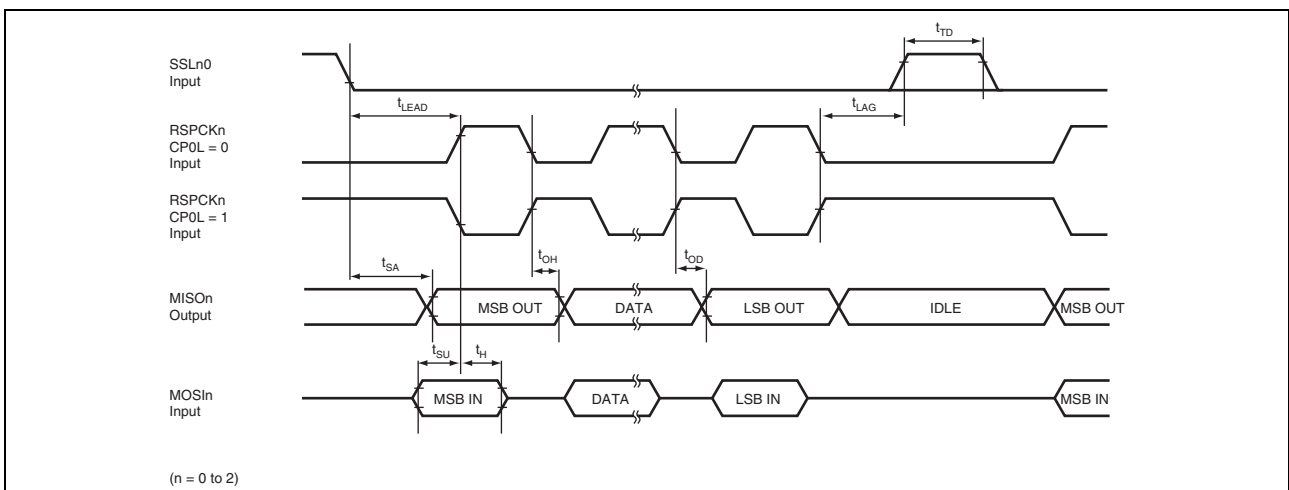 tTD
SSLn0
Input
tLEAD
tLAG
RSPCKn
CP0L = 0
Input
RSPCKn
CP0L = 1
Input
tSA
tOH
tOD
MISOn
Output
MSB OUT
DATA
LSB OUT
IDLE
MSB OUT
tSU
tH
MOSIn
Input
MSB IN
DATA
LSB IN
MSB IN
(n = 0 to 2)